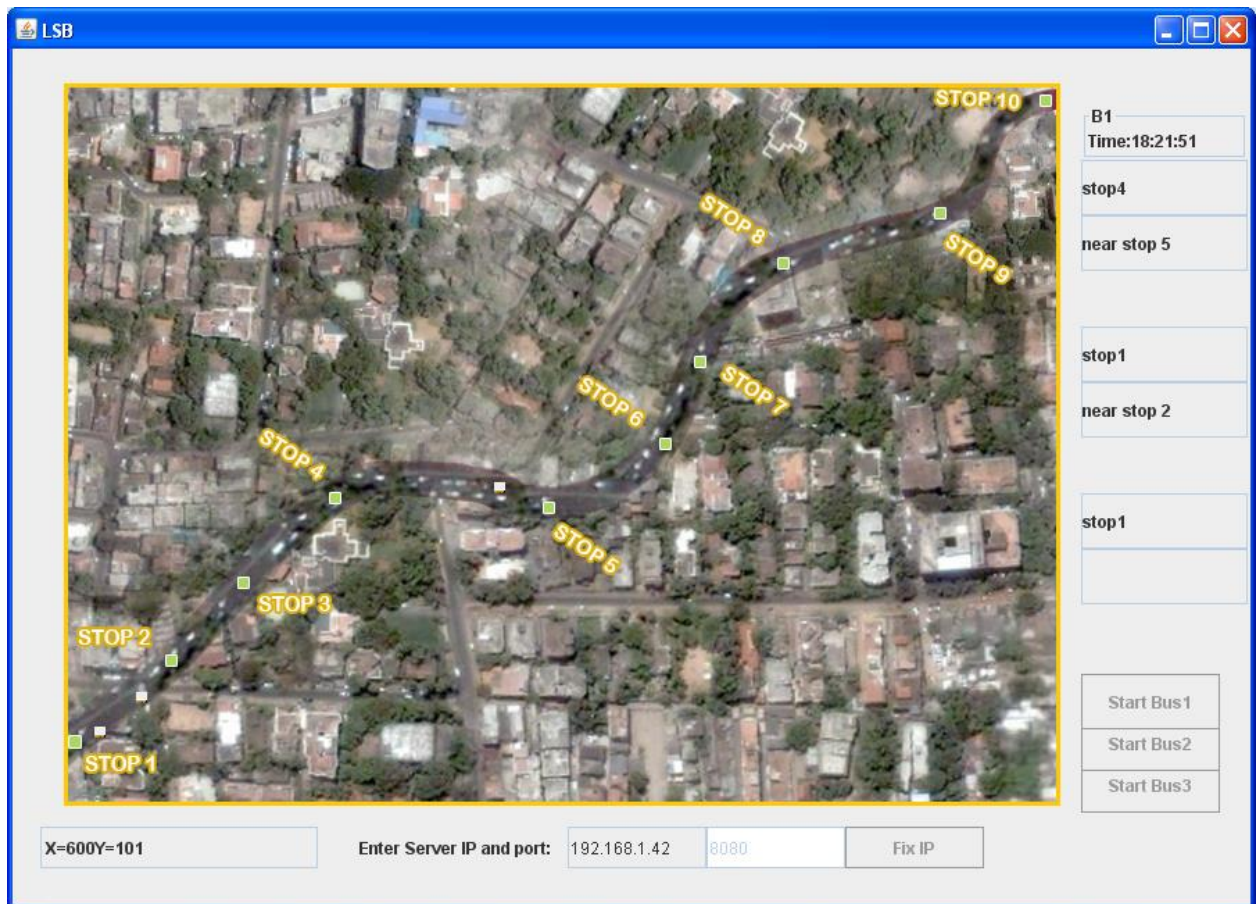 LSB
STOP 10
B1
Time:18:21:51
stop4
near stop 5
STOP 8
STOP 9
stop1
near stop 2
STOP 7
STOP 6
STOP 4
stop1
STOP 5
STOP 3
STOP 2
STOP 1
Start Bus1
Start Bus2
Start Bus3
X=600Y=101
Enter Server IP and port: 192.168.1.42 8080 Fix IP